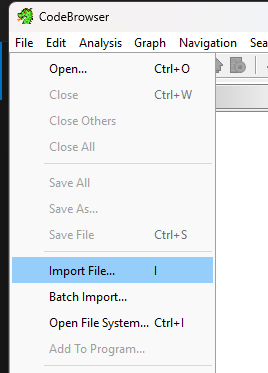 CodeBrowser
File Edit Analysis Graph Navigation Sea
Open... Ctrl+O
Close Ctrl+W
Close Others
Close All
Save All
Save As...
Save File Ctrl+S
Import File... I
Batch Import...
Open File System... Ctrl+I
Add To Program...